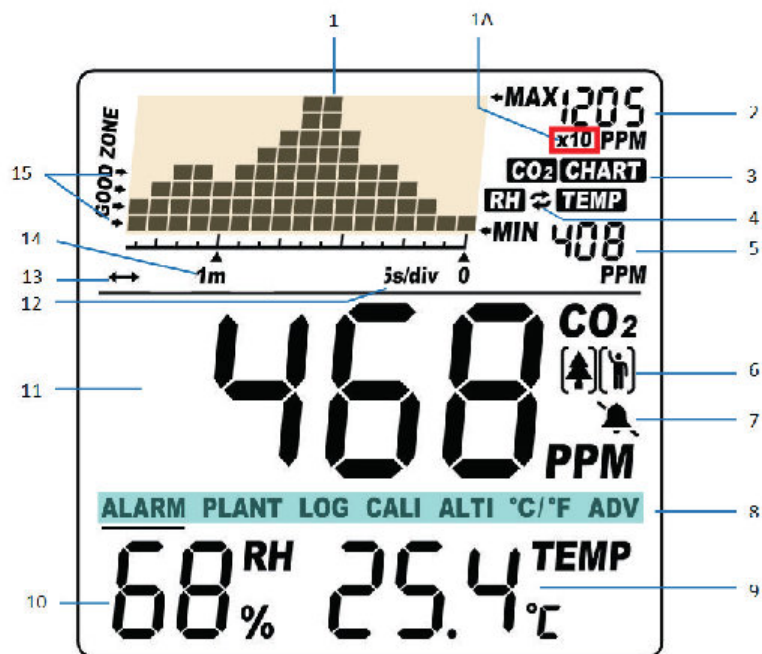 1 1A
←MAX 1205 2
x10 PPM
GOOD ZONE
15
CO2 CHART 3
RH TEMP 4
←MIN 408 5
14
13 1m 5s/div 0 PPM
12
468 CO2
6
11
7
PPM
ALARM PLANT LOG CALI ALTI °C/°F ADV 8
68 RH 25.4 TEMP
10 % °C 9